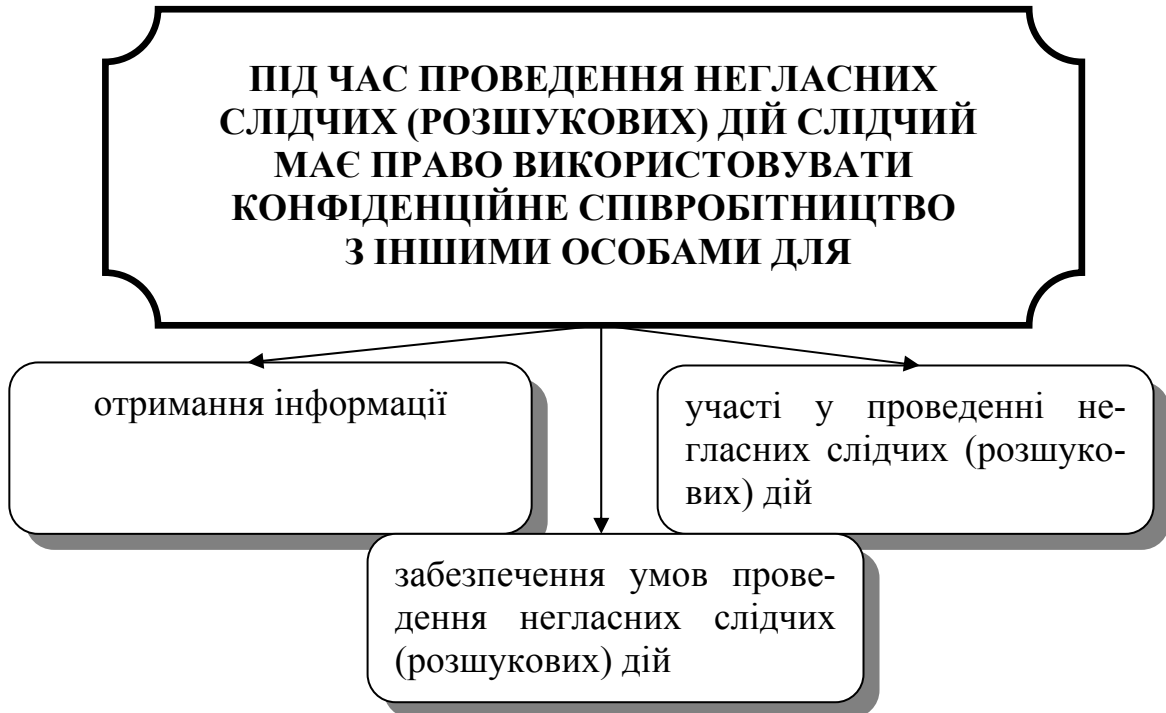 ПІД ЧАС ПРОВЕДЕННЯ НЕГЛАСНИХ
СЛІДЧИХ (РОЗШУКОВИХ) ДІЙ СЛІДЧИЙ
МАЄ ПРАВО ВИКОРИСТОВУВАТИ
КОНФІДЕНЦІЙНЕ СПІВРОБІТНИЦТВО
З ІНШИМИ ОСОБАМИ ДЛЯ
отримання інформації
участі у проведенні не-
гласних слідчих (розшуко-
вих) дій
забезпечення умов прове-
дення негласних слідчих
(розшукових) дій